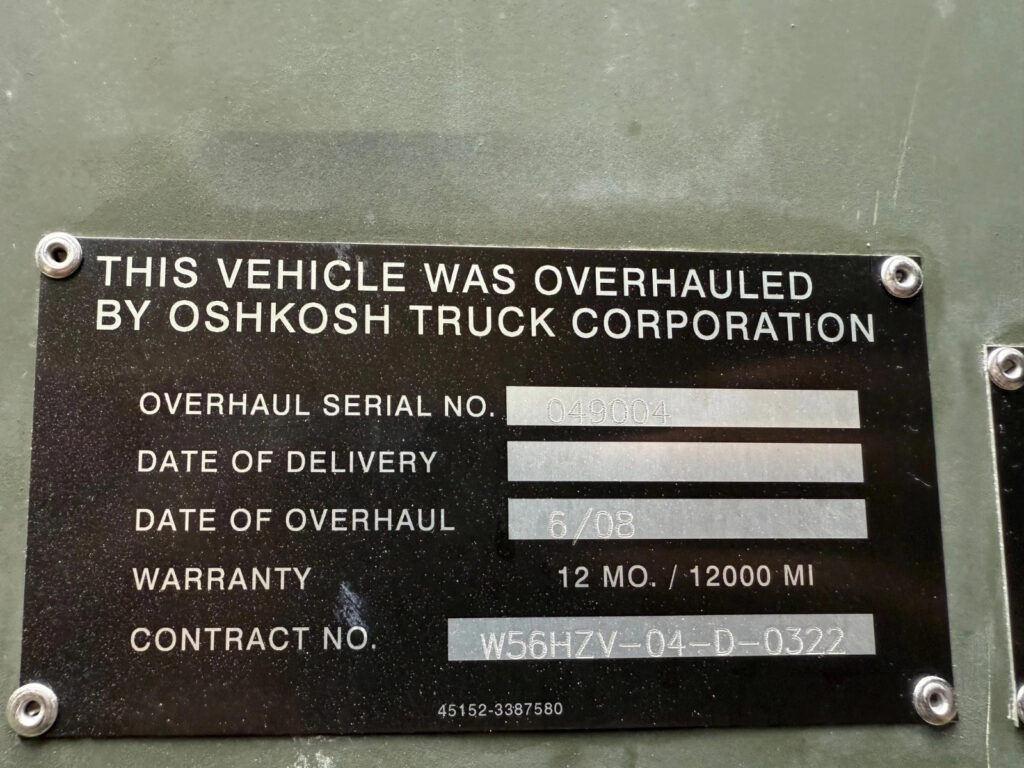 THIS VEHICLE WAS OVERHAULED
BY OSHKOSH TRUCK CORPORATION
OVERHAUL SERIAL NO. 049004
DATE OF DELIVERY
DATE OF OVERHAUL 6/08
WARRANTY 12 MO. / 12000 MI
CONTRACT NO. W56HZV-04-D-0322
45152-3387580